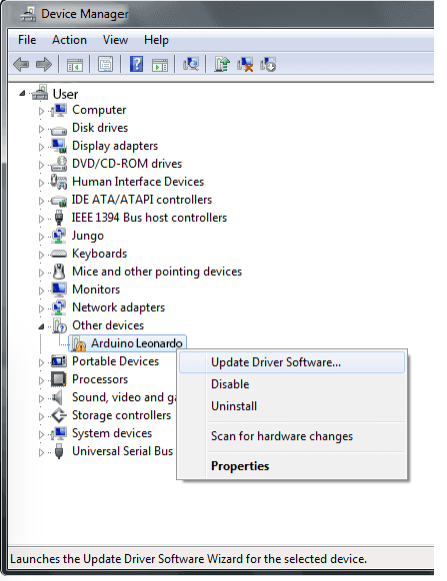 Device Manager
File Action View Help
User
Computer
Disk drives
Display adapters
DVD/CD-ROM drives
Human Interface Devices
IDE ATA/ATAPI controllers
IEEE 1394 Bus host controllers
Jungo
Keyboards
Mice and other pointing devices
Monitors
Network adapters
Other devices
Arduino Leonardo
Portable Devices
Processors
Sound, video and ga
Storage controllers
System devices
Universal Serial Bus
Update Driver Software...
Disable
Uninstall
Scan for hardware changes
Properties
Launches the Update Driver Software Wizard for the selected device.